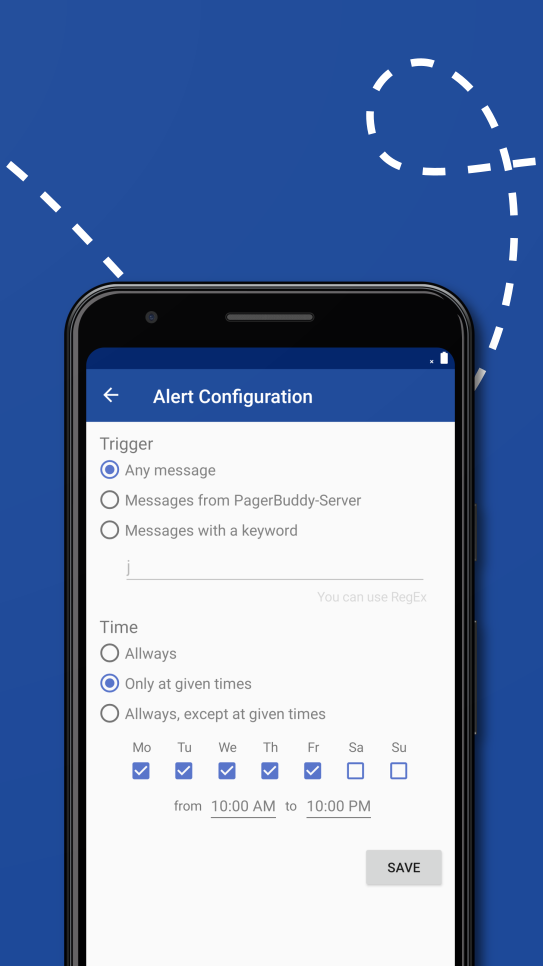 Alert Configuration
Trigger
Any message
Messages from PagerBuddy-Server
Messages with a keyword
j
You can use RegEx
Time
Allways
Only at given times
Allways, except at given times
Mo Tu We Th Fr Sa Su
from 10:00 AM to 10:00 PM
SAVE